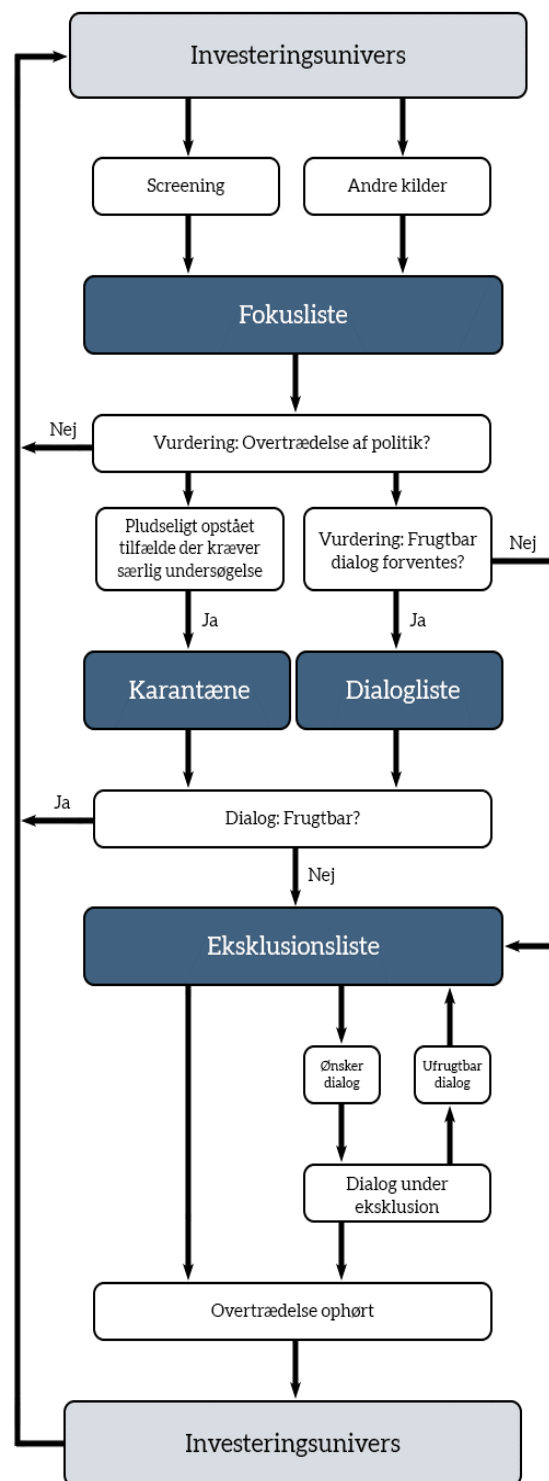 Investeringsunivers
Screening
Andre kilder
Fokusliste
Nej
Vurdering: Overtrædelse af politik?
Pludseligt opstået
tilfælde der kræver
særlig undersøgelse
Vurdering: Frugtbar
dialog forventes?
Nej
Ja
Ja
Karantæne
Dialogliste
Ja
Dialog: Frugtbar?
Nej
Eksklusionsliste
Ønsker
dialog
Ufrugtbar
dialog
Dialog under
eksklusion
Overtrædelse ophørt
Investeringsunivers